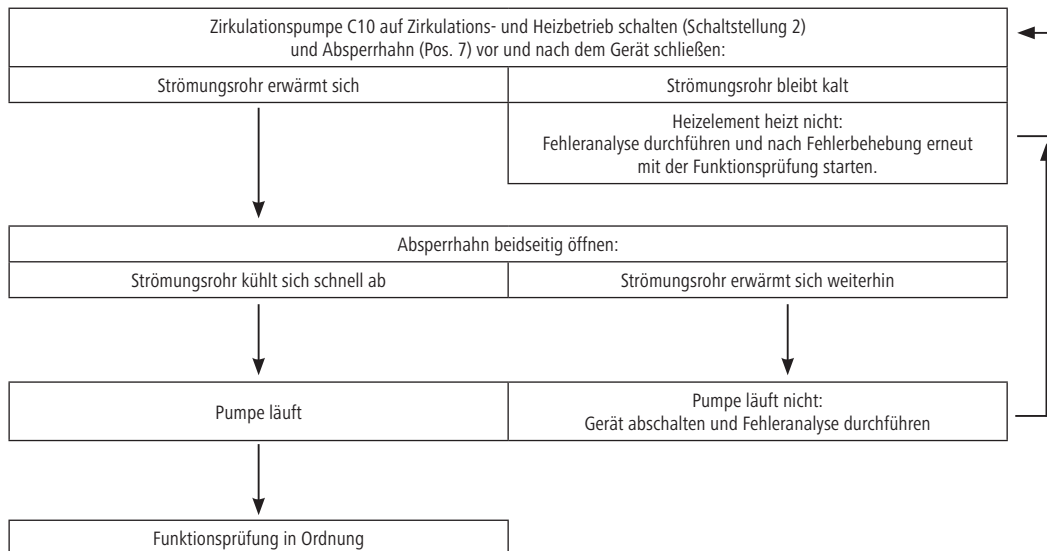 Zirkulationspumpe C10 auf Zirkulations- und Heizbetrieb schalten (Schaltstellung 2)
und Absperrhahn (Pos. 7) vor und nach dem Gerät schließen:
Strömungsrohr erwärmt sich
Strömungsrohr bleibt kalt
Heizelement heizt nicht:
Fehleranalyse durchführen und nach Fehlerbehebung erneut
mit der Funktionsprüfung starten.
Absperrhahn beidseitig öffnen:
Strömungsrohr kühlt sich schnell ab
Strömungsrohr erwärmt sich weiterhin
Pumpe läuft
Pumpe läuft nicht:
Gerät abschalten und Fehleranalyse durchführen
Funktionsprüfung in Ordnung